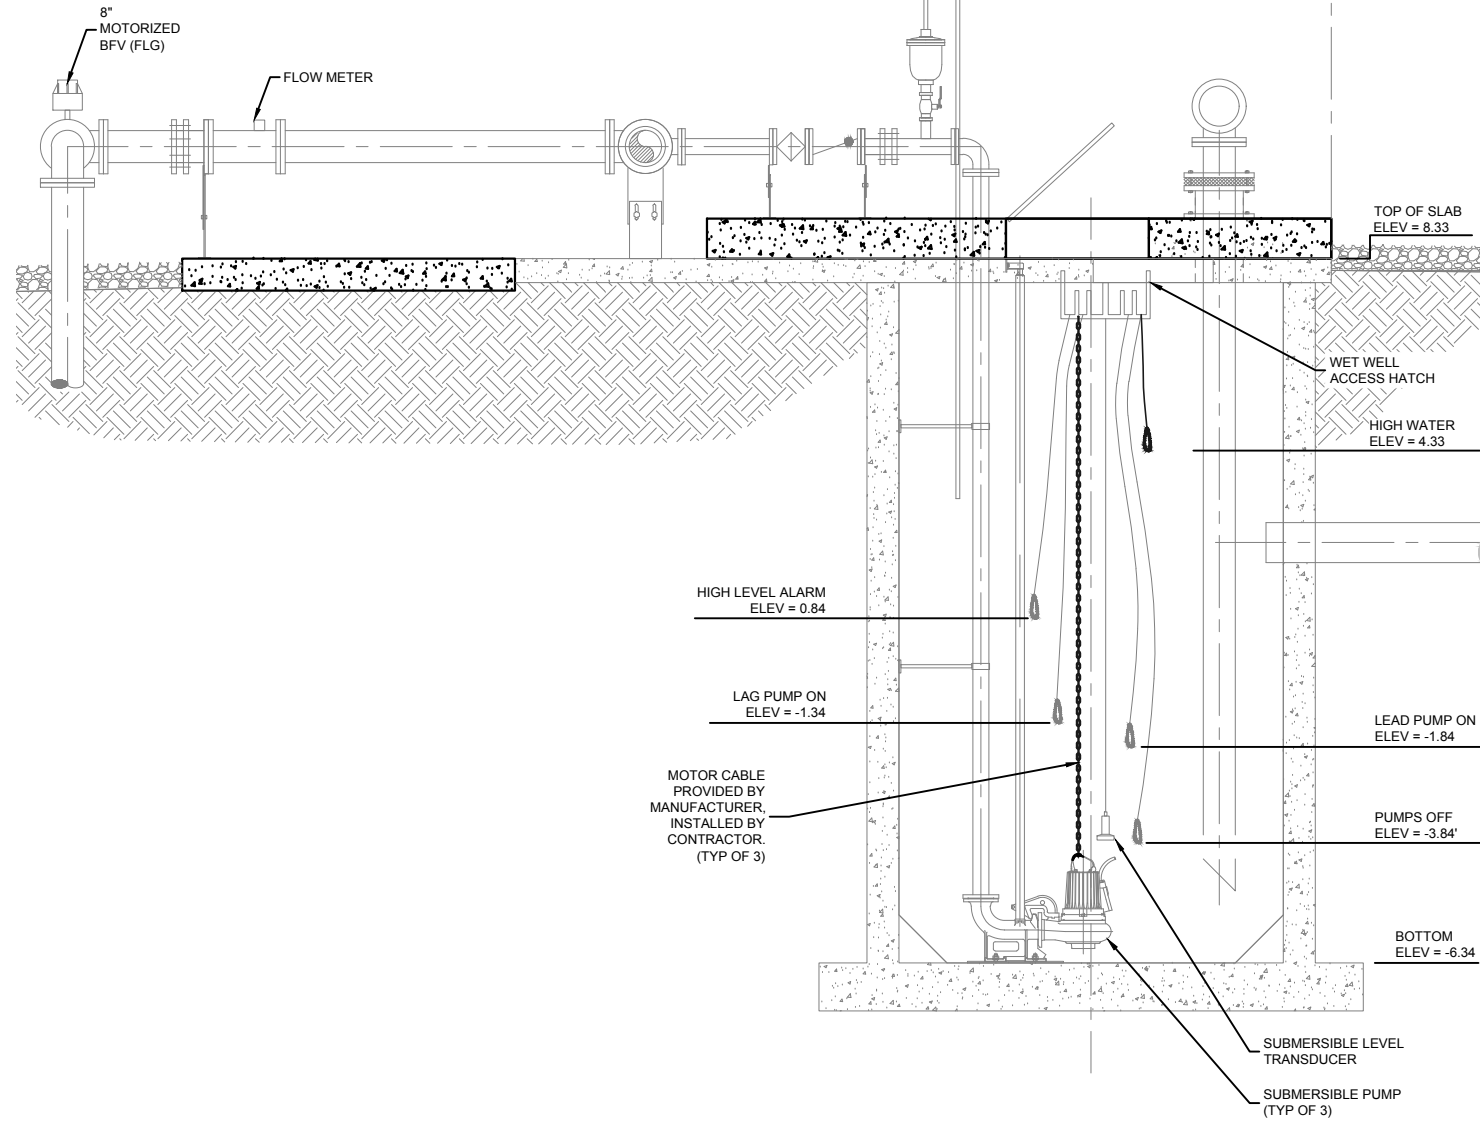 8"
MOTORIZED
BFV (FLG)
FLOW METER
TOP OF SLAB
ELEV = 8.33
WET WELL
ACCESS HATCH
HIGH WATER
ELEV = 4.33
HIGH LEVEL ALARM
ELEV = 0.84
LAG PUMP ON
ELEV = -1.34
LEAD PUMP ON
ELEV = -1.84
MOTOR CABLE
PROVIDED BY
MANUFACTURER,
INSTALLED BY
CONTRACTOR.
(TYP OF 3)
PUMPS OFF
ELEV = -3.84'
BOTTOM
ELEV = -6.34
SUBMERSIBLE LEVEL
TRANSDUCER
SUBMERSIBLE PUMP
(TYP OF 3)